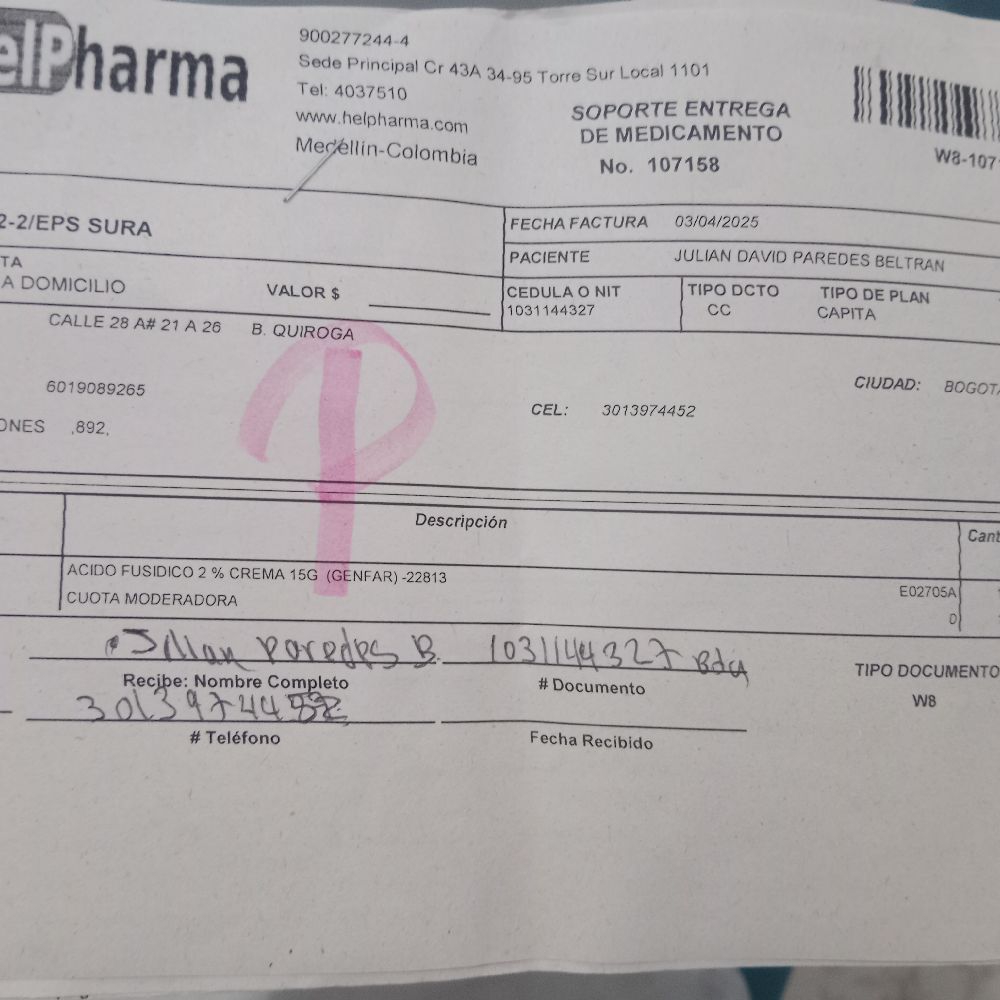 elPharma
900277244-4
Sede Principal Cr 43A 34-95 Torre Sur Local 1101
Tel: 4037510
www.helpharma.com
Medellín-Colombia
SOPORTE ENTREGA
DE MEDICAMENTO
No. 107158
W8-107
2-2/EPS SURA
FECHA FACTURA 03/04/2025
TA
A DOMICILIO
VALOR $
PACIENTE JULIAN DAVID PAREDES BELTRAN
CEDULA O NIT TIPO DCTO TIPO DE PLAN
1031144327 CC CAPITA
CALLE 28 A# 21 A 26 B. QUIROGA
6019089265
CEL: 3013974452
CIUDAD: BOGOTA
ONES ,892,
P
Descripción Cant
ACIDO FUSIDICO 2 % CREMA 15G (GENFAR) -22813 E02705A
CUOTA MODERADORA 0
Julian Paredes B. 1031144327 Bta
Recibe: Nombre Completo # Documento
TIPO DOCUMENTO
W8
# Teléfono Fecha Recibido